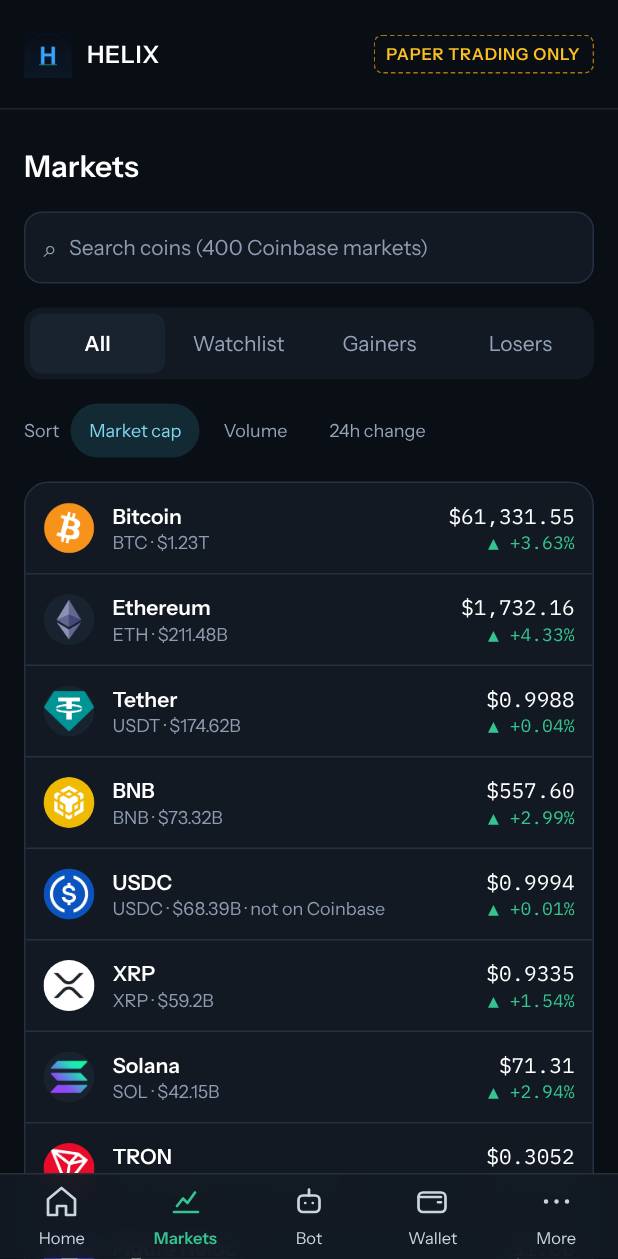 H HELIX PAPER TRADING ONLY
Markets
Search coins (400 Coinbase markets)
All Watchlist Gainers Losers
Sort Market cap Volume 24h change
Bitcoin $61,331.55
BTC · $1.23T ▲ +3.63%
Ethereum $1,732.16
ETH · $211.48B ▲ +4.33%
Tether $0.9988
USDT · $174.62B ▲ +0.04%
BNB $557.60
BNB · $73.32B ▲ +2.99%
USDC $0.9994
USDC · $68.39B · not on Coinbase ▲ +0.01%
XRP $0.9335
XRP · $59.2B ▲ +1.54%
Solana $71.31
SOL · $42.15B ▲ +2.94%
TRON $0.3052
Home Markets Bot Wallet More